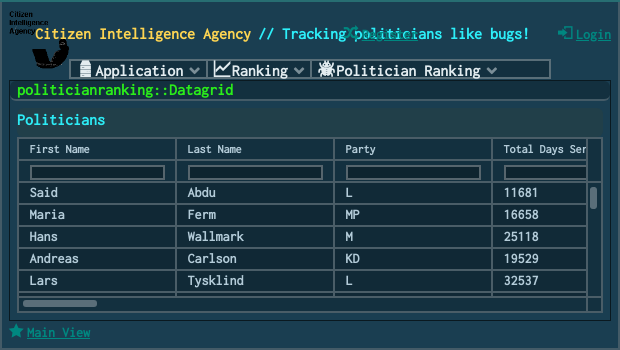 Citizen
Intelligence
Agency
Citizen Intelligence Agency // Tracking politicians like bugs!
Register
Login
Application
Ranking
Politician Ranking
politicianranking::Datagrid
Politicians
First Name Last Name Party Total Days Ser
Said Abdu L 11681
Maria Ferm MP 16658
Hans Wallmark M 25118
Andreas Carlson KD 19529
Lars Tysklind L 32537
Main View